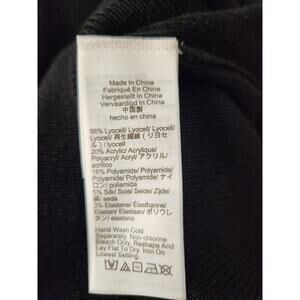 Made In China
Fabriqué En China
Hergestellt In China
Vervaardigd In China
中国製
hecho en china
56% Lyocell/ Lyocell/ Lyocell/
Lyocell/ 再生繊維 (リヨセ
ル) / lyocell
20% Acrylic/ Acrylique/
Polyacryl/ Acryl/ アクリル/
acrílico
16% Polyamide/ Polyamide/
Polyamid/ Polyamide/ ナイ
ロン/ poliamida
5% Silk/ Soie/ Seide/ Zijde/
絹/ seda
3% Elastane/ Élasthanne/
Elastan/ Elastaan/ ポリウレ
タン/ elastano
Hand Wash Cold
Separately. Non-chlorine
Bleach Only. Reshape And
Lay Flat To Dry. Iron On
Lowest Setting.